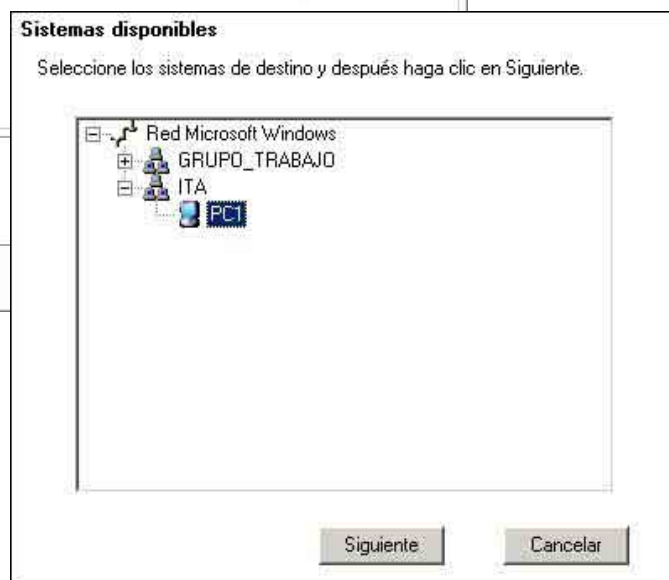 Sistemas disponibles
Seleccione los sistemas de destino y después haga clic en Siguiente.
Red Microsoft Windows
GRUPO_TRABAJO
ITA
PC1
Siguiente
Cancelar